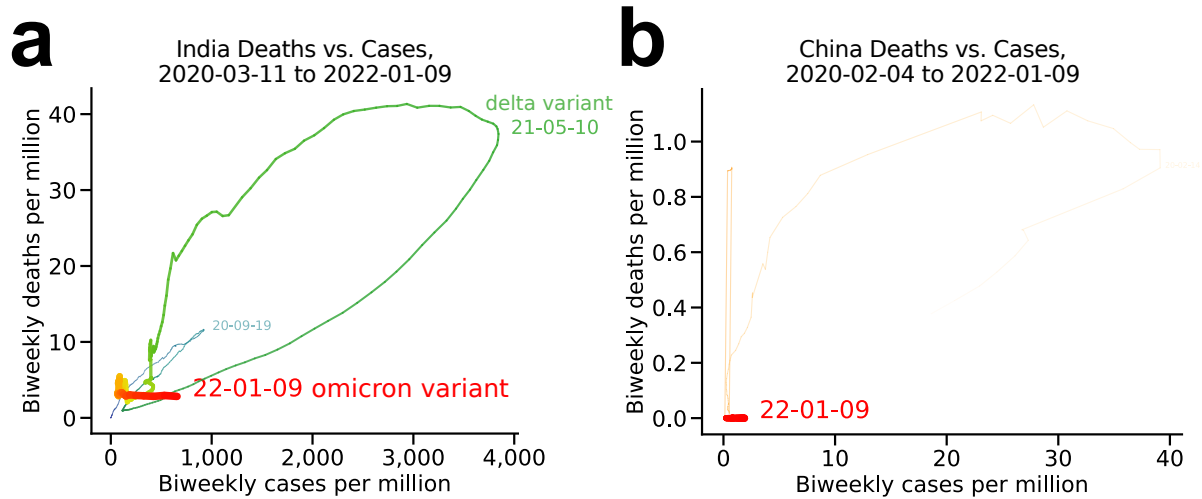 a
India Deaths vs. Cases,
2020-03-11 to 2022-01-09
Biweekly deaths per million
40
30
20
10
0
delta variant
21-05-10
20-09-19
22-01-09 omicron variant
0
1,000
2,000
3,000
4,000
Biweekly cases per million
b
China Deaths vs. Cases,
2020-02-04 to 2022-01-09
Biweekly deaths per million
1.0
0.8
0.6
0.4
0.2
0.0
22-01-09
0
10
20
30
40
Biweekly cases per million